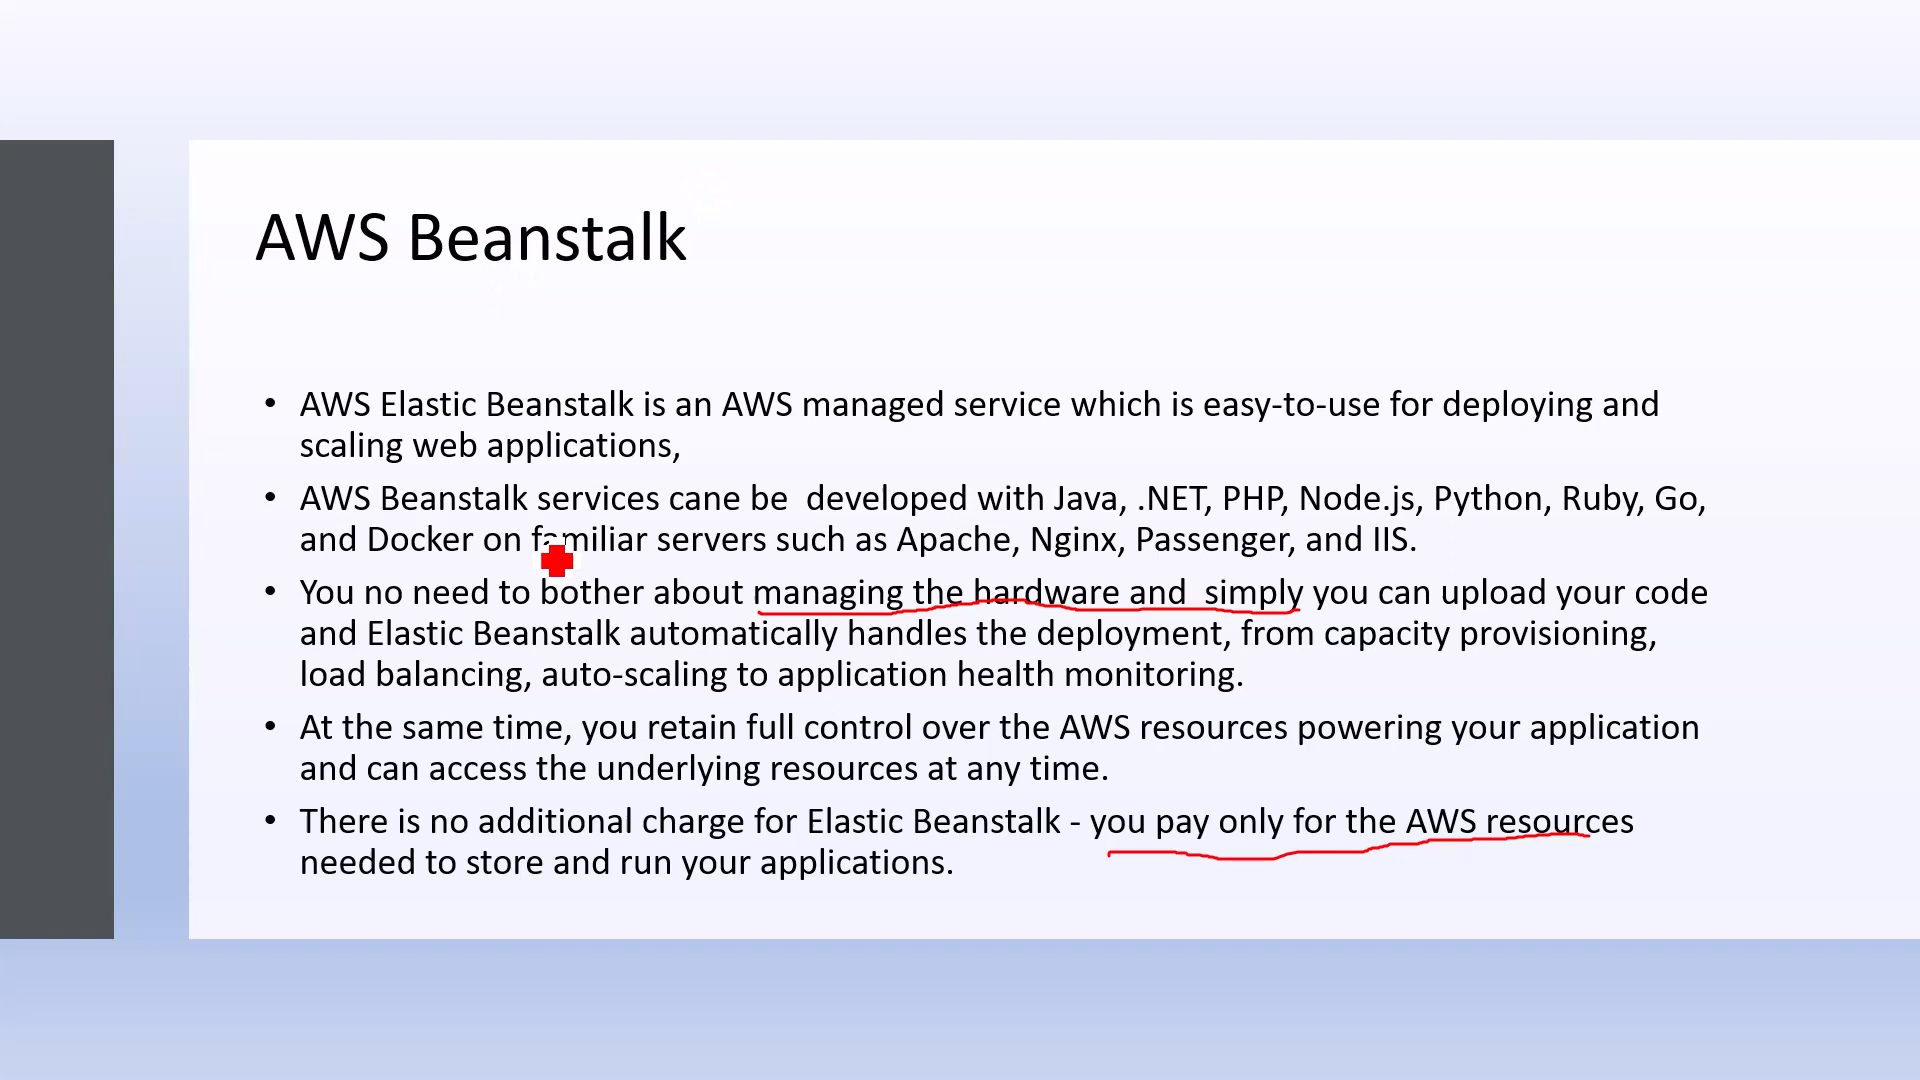 AWS Beanstalk
• AWS Elastic Beanstalk is an AWS managed service which is easy-to-use for deploying and
scaling web applications,
• AWS Beanstalk services cane be  developed with Java, .NET, PHP, Node.js, Python, Ruby, Go,
and Docker on familiar servers such as Apache, Nginx, Passenger, and IIS.
• You no need to bother about managing the hardware and  simply you can upload your code
and Elastic Beanstalk automatically handles the deployment, from capacity provisioning,
load balancing, auto-scaling to application health monitoring.
• At the same time, you retain full control over the AWS resources powering your application
and can access the underlying resources at any time.
• There is no additional charge for Elastic Beanstalk - you pay only for the AWS resources
needed to store and run your applications.